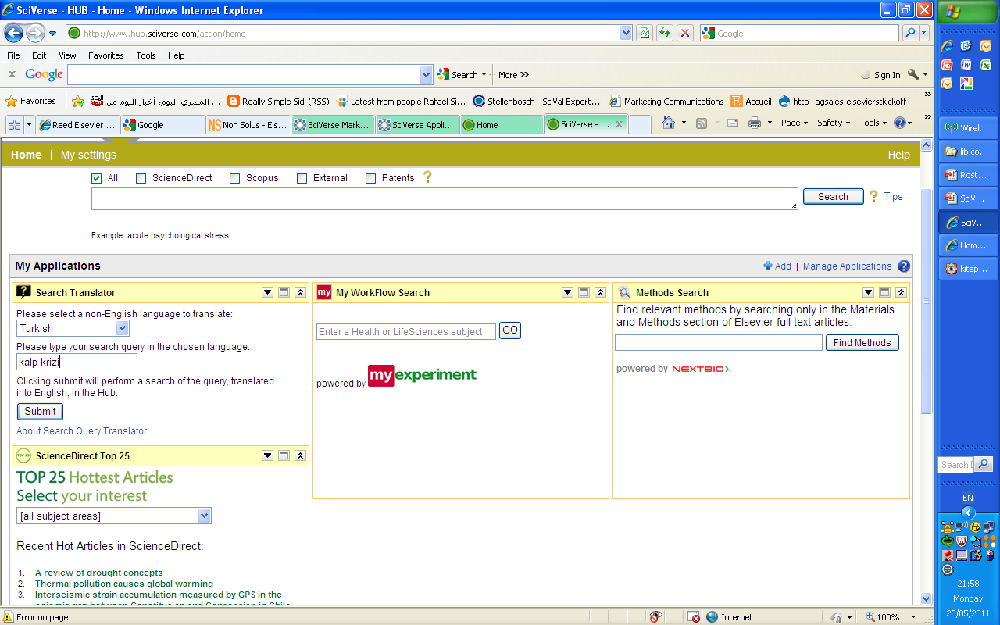 SciVerse - HUB - Home - Windows Internet Explorer
http://www.hub.sciverse.com/action/home
Google
File Edit View Favorites Tools Help
x Google Search More >> Sign In
Favorites ... المصري اليوم، أخبار اليوم من Really Simple Sidi (RSS) Latest from people Rafael Si... Stellenbosch - SciVal Expert... Marketing Communications Accueil http--agsales.elsevierstkickoff
Reed Elsevier ... Google Non Solus - Els... SciVerse Mark... SciVerse Appli... Home SciVerse - ... Page Safety Tools
Home | My settings Help
All ScienceDirect Scopus External Patents ?
Search ? Tips
Example: acute psychological stress
My Applications Add | Manage Applications ?
Search Translator
Please select a non-English language to translate:
Turkish
Please type your search query in the chosen language:
kalp krizi
Clicking submit will perform a search of the query, translated
into English, in the Hub.
Submit
About Search Query Translator
my My WorkFlow Search
Enter a Health or LifeSciences subject GO
powered by myexperiment
Methods Search
Find relevant methods by searching only in the Materials
and Methods section of Elsevier full text articles.
Find Methods
powered by NEXTBIO
TOP 25 ScienceDirect Top 25
TOP 25 Hottest Articles
Select your interest
[all subject areas]
Recent Hot Articles in ScienceDirect:
1. A review of drought concepts
2. Thermal pollution causes global warming
3. Interseismic strain accumulation measured by GPS in the
seismic gap between Constitucion and Concepcion in Chile
Error on page. Internet 100%
Wirel...
lib co...
Rost...
SciV...
SciV...
Hom...
kitap...
Search D
EN
21:58
Monday
23/05/2011